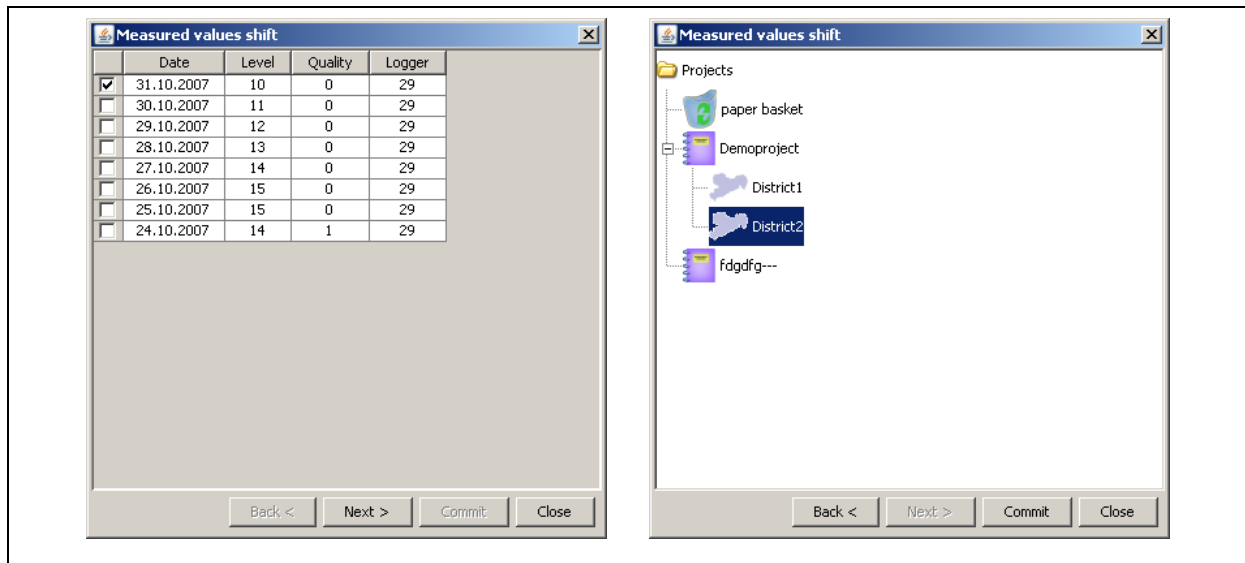 Measured values shift
Date Level Quality Logger
31.10.2007 10 0 29
30.10.2007 11 0 29
29.10.2007 12 0 29
28.10.2007 13 0 29
27.10.2007 14 0 29
26.10.2007 15 0 29
25.10.2007 15 0 29
24.10.2007 14 1 29
Back < Next > Commit Close
Measured values shift
Projects
paper basket
Demoproject
District1
District2
fdgdfg---
Back < Next > Commit Close